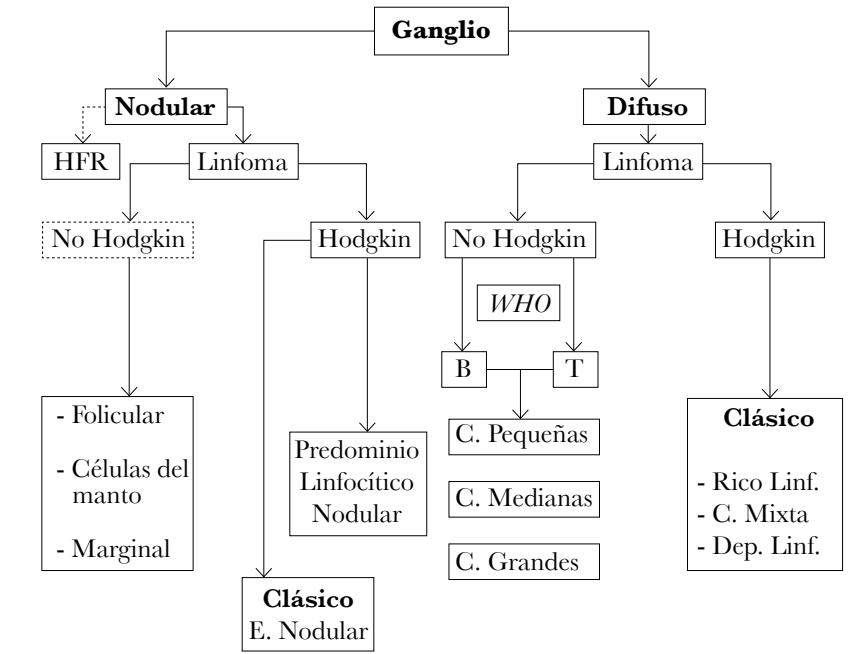 Ganglio
Nodular
Difuso
HFR
Linfoma
Linfoma
No Hodgkin
Hodgkin
No Hodgkin
Hodgkin
WHO
B
T
- Folicular
- Células del
manto
- Marginal
Predominio
Linfocítico
Nodular
C. Pequeñas
C. Medianas
C. Grandes
Clásico
- Rico Linf.
- C. Mixta
- Dep. Linf.
Clásico
E. Nodular